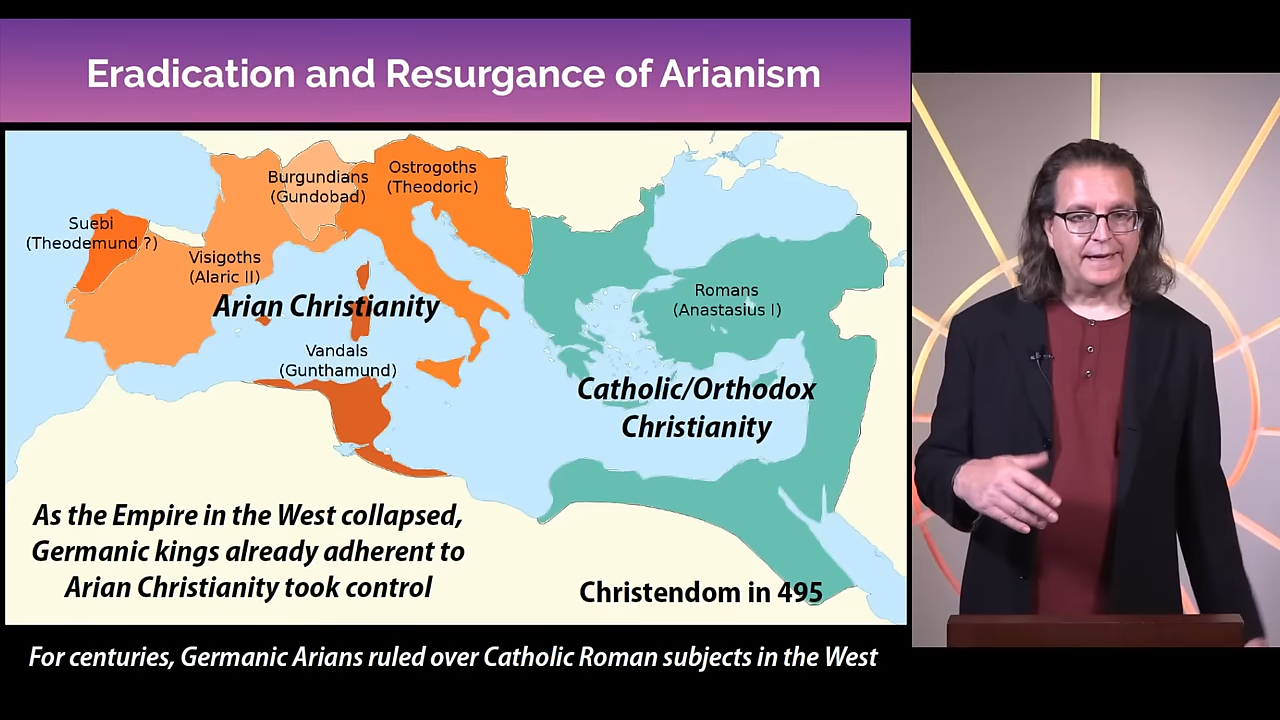 Eradication and Resurgance of Arianism
Burgundians
(Gundobad)
Ostrogoths
(Theodoric)
Suebi
(Theodemund ?)
Visigoths
(Alaric II)
Arian Christianity
Romans
(Anastasius I)
Vandals
(Gunthamund)
Catholic/Orthodox
Christianity
As the Empire in the West collapsed,
Germanic kings already adherent to
Arian Christianity took control
Christendom in 495
For centuries, Germanic Arians ruled over Catholic Roman subjects in the West